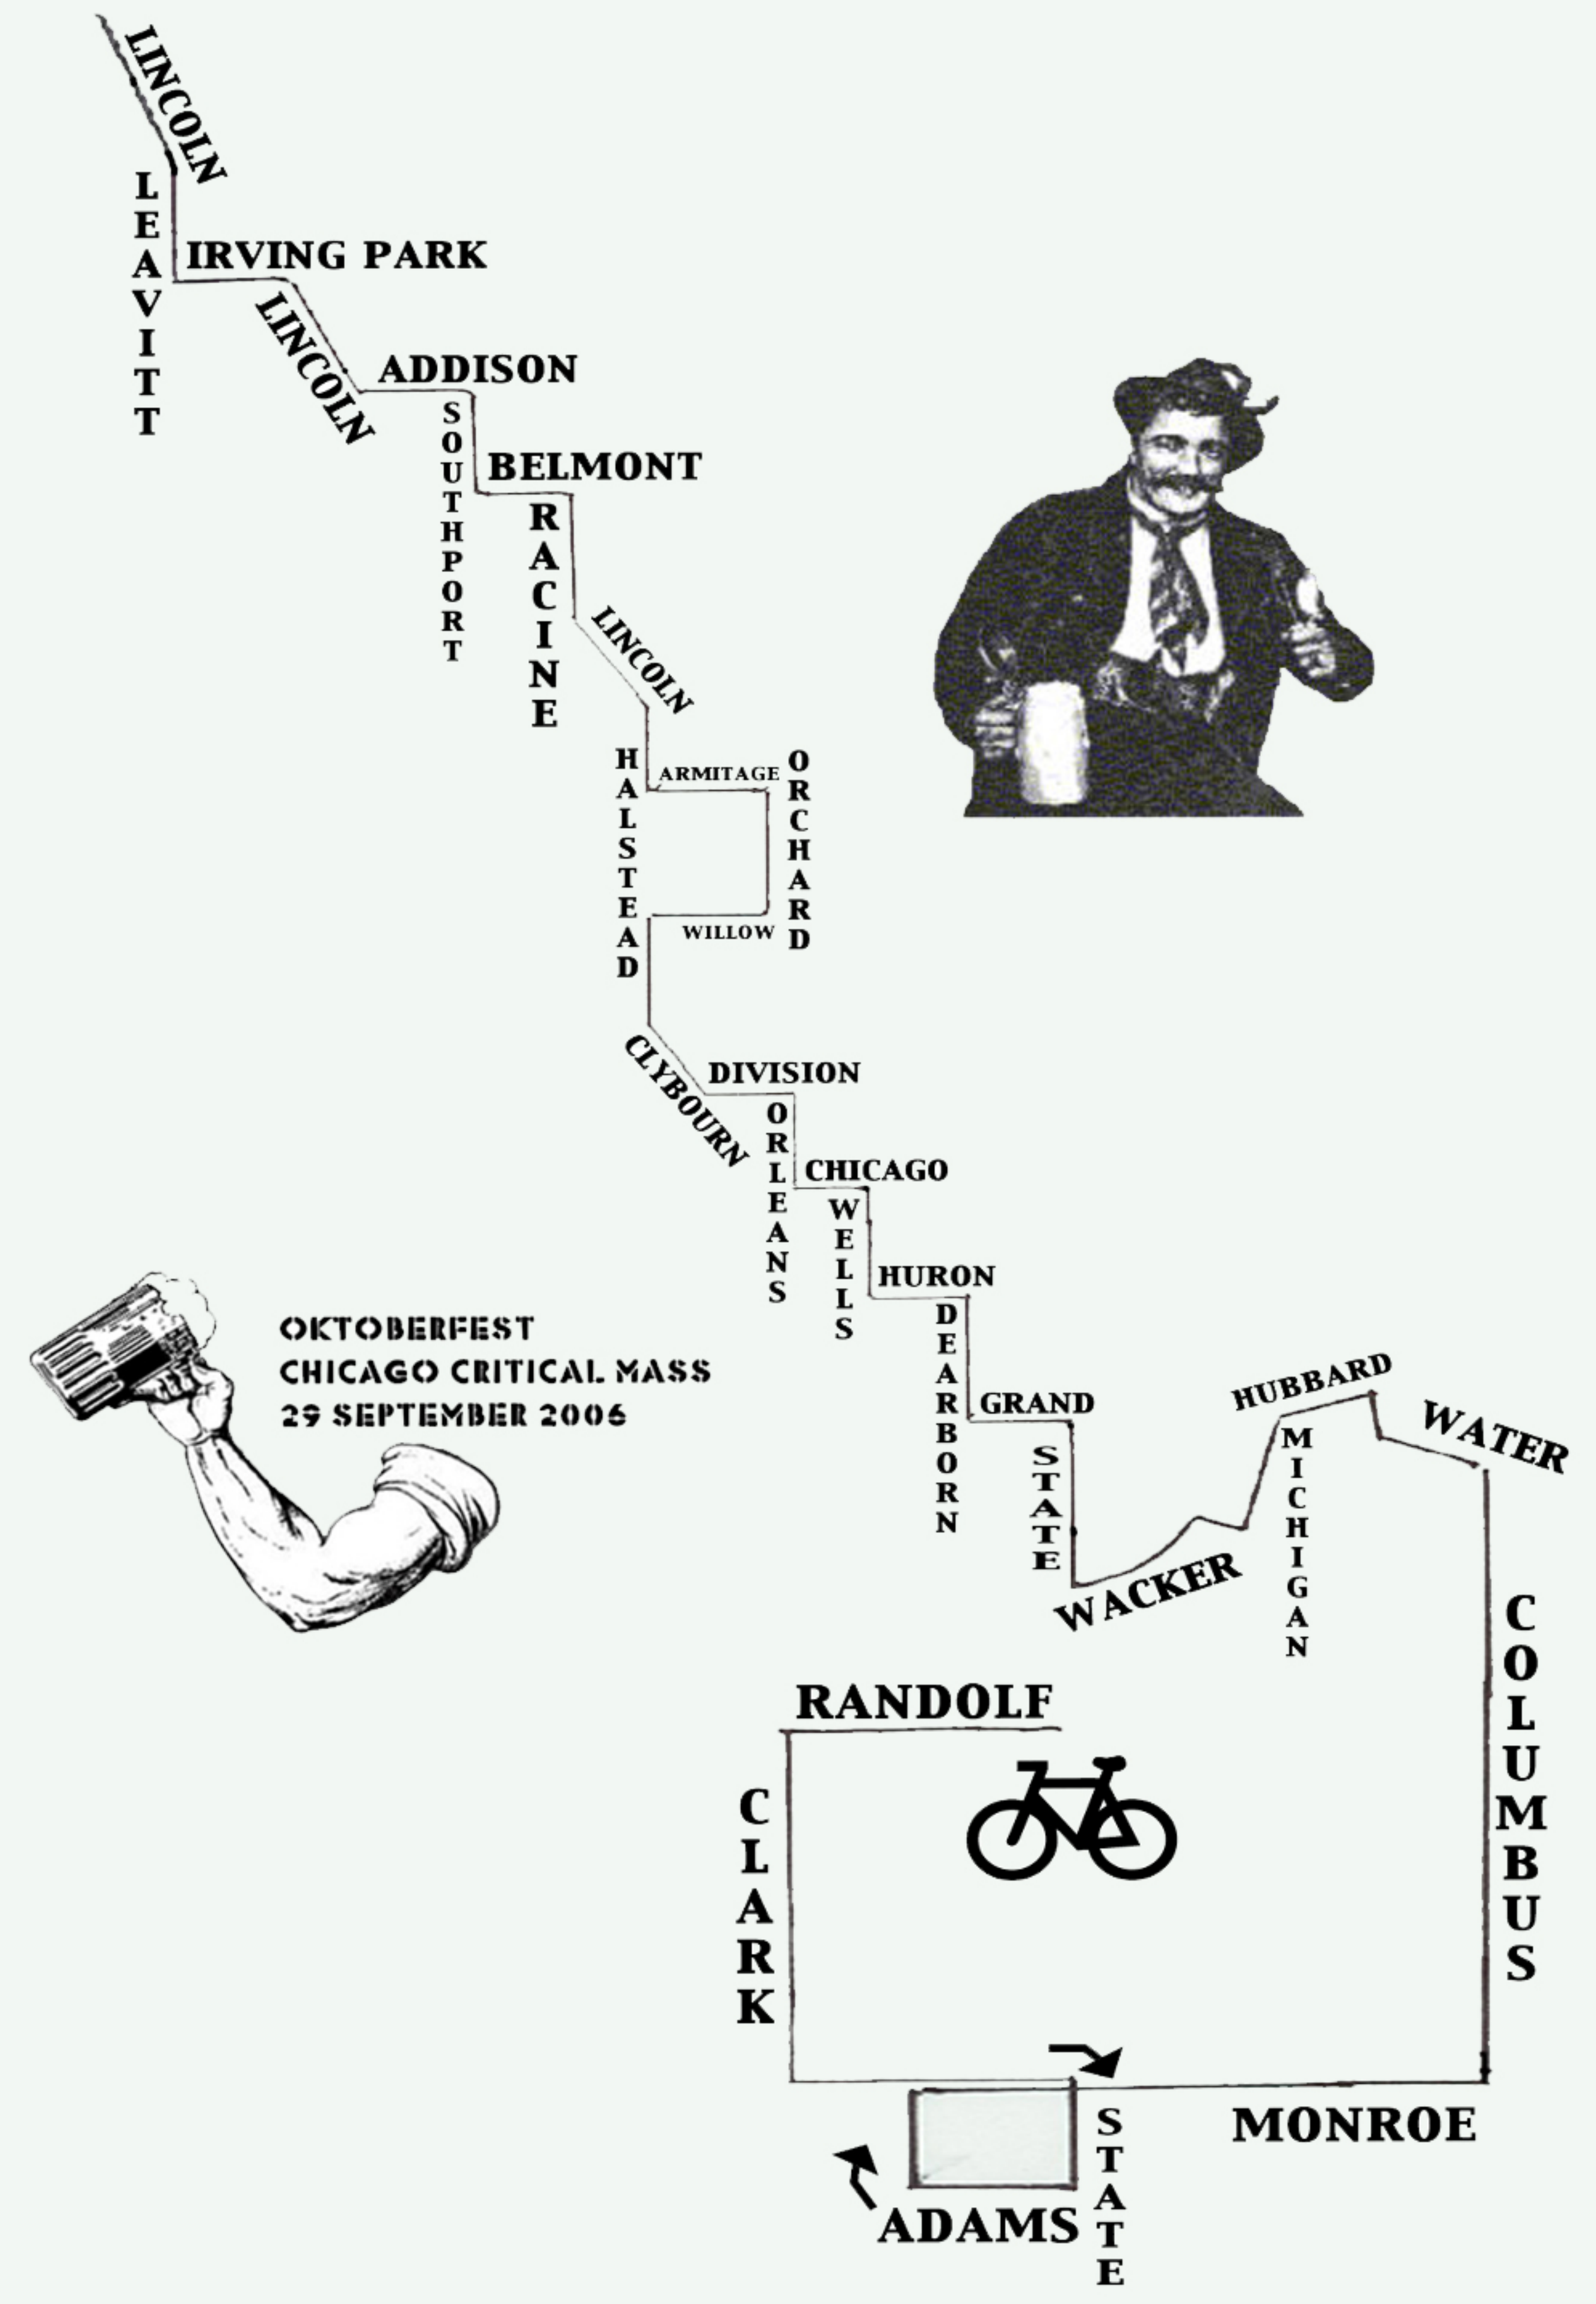 LINCOLN
LEAVITT
IRVING PARK
LINCOLN
ADDISON
SOUTHPORT
BELMONT
RACINE
LINCOLN
HALSTEAD
ARMITAGE
ORCHARD
WILLOW
CLYBOURN
DIVISION
ORLEANS
CHICAGO
WELLS
HURON
DEARBORN
GRAND
STATE
WACKER
HUBBARD
MICHIGAN
WATER
COLUMBUS
OKTOBERFEST
CHICAGO CRITICAL MASS
29 SEPTEMBER 2006
RANDOLF
CLARK
MONROE
STATE
ADAMS